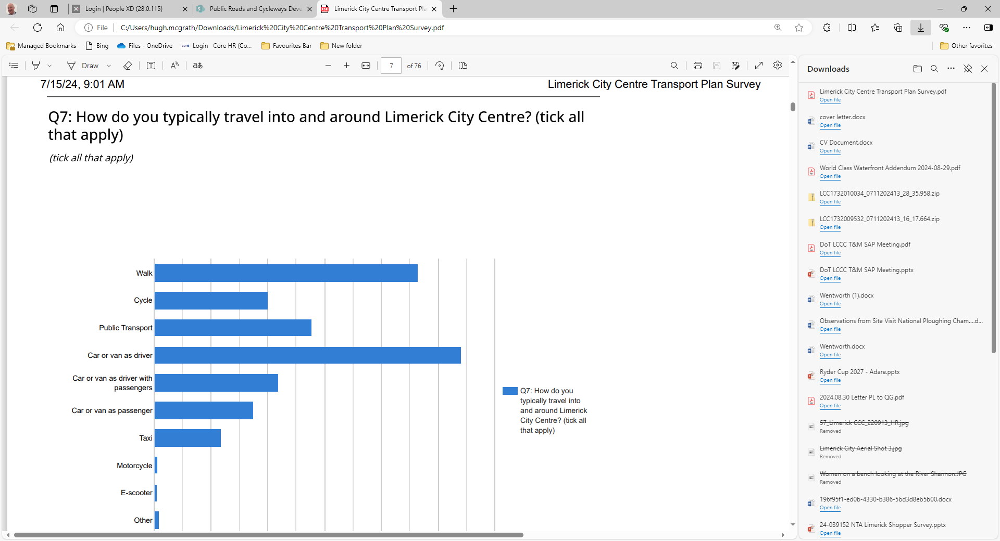 Login | People XD (28.0.115)
Public Roads and Cycleways Deve
Limerick City Centre Transport Pla
File
C:/Users/hugh.mcgrath/Downloads/Limerick%20City%20Centre%20Transport%20Plan%20Survey.pdf
Managed Bookmarks
Bing
Files - OneDrive
core
Login
Core HR (Co...
Favourites Bar
New folder
Other favorites
Draw
7
of 76
7/15/24, 9:01 AM
Limerick City Centre Transport Plan Survey
Q7: How do you typically travel into and around Limerick City Centre? (tick all
that apply)
(tick all that apply)
Walk
Cycle
Public Transport
Car or van as driver
Car or van as driver with
passengers
Car or van as passenger
Taxi
Motorcycle
E-scooter
Other
Q7: How do you
typically travel into
and around Limerick
City Centre? (tick all
that apply)
Downloads
Limerick City Centre Transport Plan Survey.pdf
Open file
cover letter.docx
Open file
CV Document.docx
Open file
World Class Waterfront Addendum 2024-08-29.pdf
Open file
LCC1732010034_0711202413_28_35.958.zip
Open file
LCC1732009532_0711202413_16_17.664.zip
Open file
DoT LCCC T&M SAP Meeting.pdf
Open file
DoT LCCC T&M SAP Meeting.pptx
Open file
Wentworth (1).docx
Open file
Observations from Site Visit National Ploughing Cham....d...
Open file
Wentworth.docx
Open file
Ryder Cup 2027 - Adare.pptx
Open file
2024.08.30 Letter PL to QG.pdf
Open file
57_Limerick CCC_220913_HR.jpg
Removed
Limerick City Aerial Shot 3.jpg
Removed
Women on a bench looking at the River Shannon.JPG
Removed
196f95f1-ed0b-4330-b386-5bd3d8eb5b00.docx
Open file
24-039152 NTA Limerick Shopper Survey.pptx
Open file